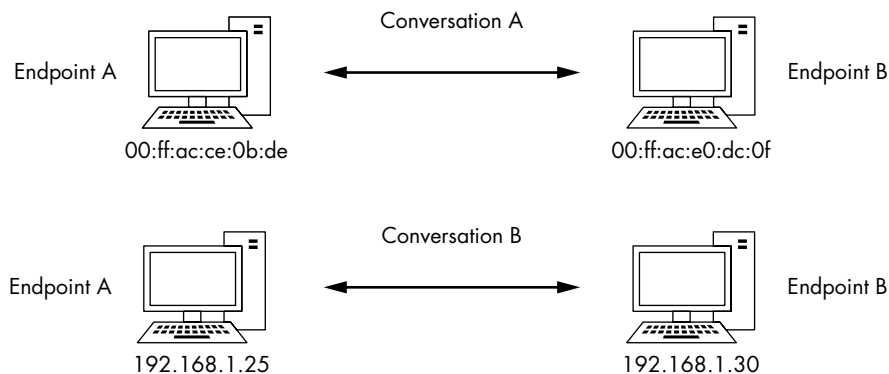 Conversation A
Endpoint A
Endpoint B
00:ff:ac:ce:0b:de
00:ff:ac:e0:dc:0f
Conversation B
Endpoint A
Endpoint B
192.168.1.25
192.168.1.30